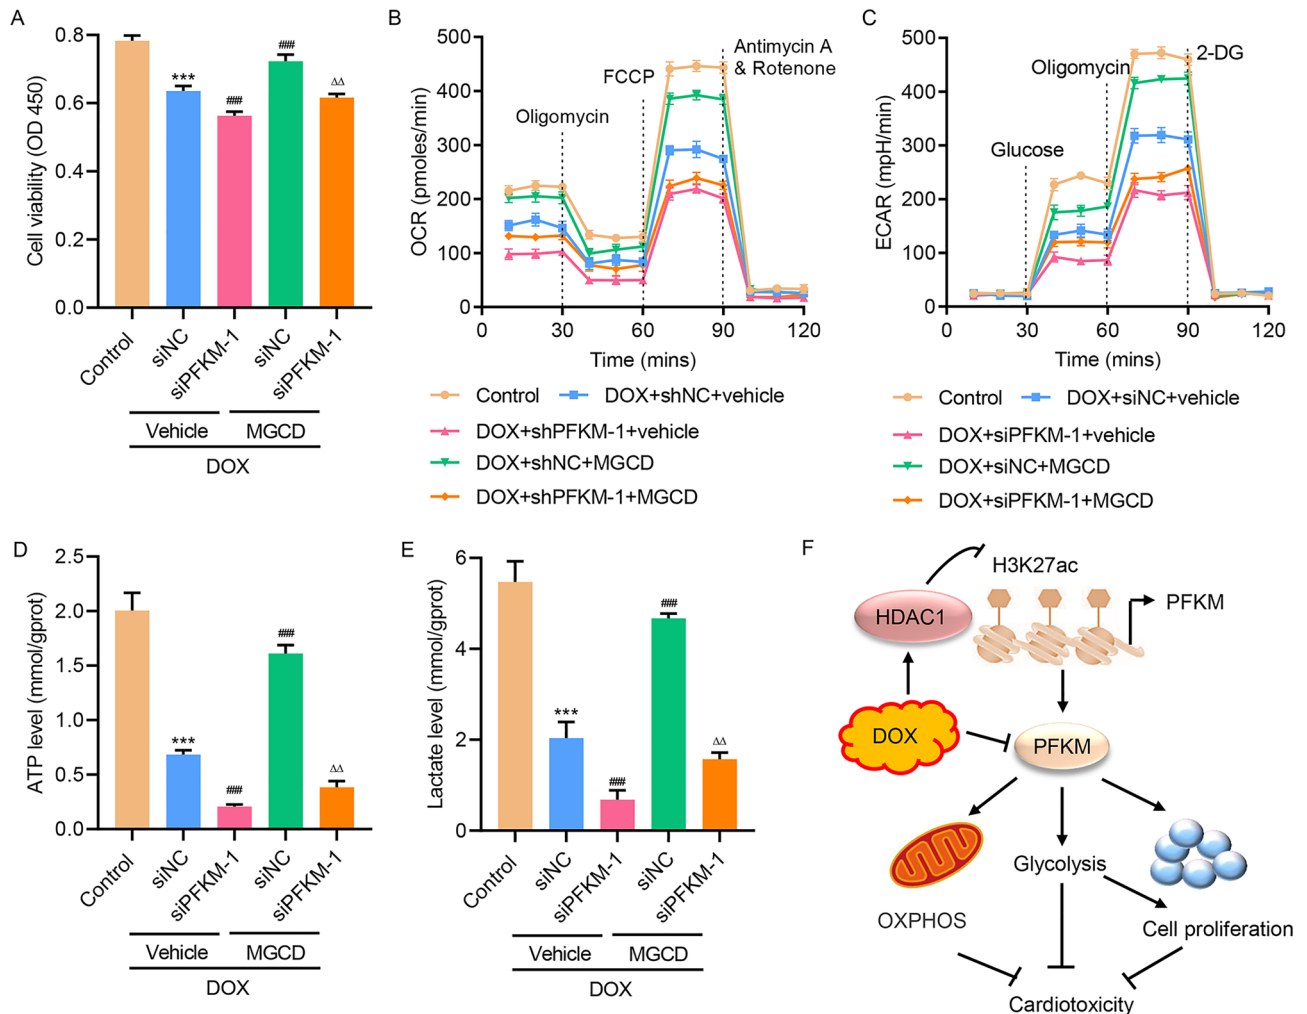 A
Cell viability (OD 450)
0.8
0.6
0.4
0.2
0.0
***
###
###
ΔΔ
Control
siNC
siPFKM-1
siNC
siPFKM-1
Vehicle
MGCD
DOX
B
OCR (pmoles/min)
500
400
300
200
100
0
Oligomycin
FCCP
Antimycin A
& Rotenone
0
30
60
90
120
Time (mins)
Control
DOX+shNC+vehicle
DOX+shPFKM-1+vehicle
DOX+shNC+MGCD
DOX+shPFKM-1+MGCD
C
ECAR (mpH/min)
500
400
300
200
100
0
Glucose
Oligomycin
2-DG
0
30
60
90
120
Time (mins)
Control
DOX+siNC+vehicle
DOX+siPFKM-1+vehicle
DOX+siNC+MGCD
DOX+siPFKM-1+MGCD
D
ATP level (mmol/gprot)
2.5
2.0
1.5
1.0
0.5
0.0
***
###
###
ΔΔ
Control
siNC
siPFKM-1
siNC
siPFKM-1
Vehicle
MGCD
DOX
E
Lactate level (mmol/gprot)
6
4
2
0
***
###
###
ΔΔ
Control
siNC
siPFKM-1
siNC
siPFKM-1
Vehicle
MGCD
DOX
F
H3K27ac
HDAC1
PFKM
DOX
PFKM
Glycolysis
OXPHOS
Cell proliferation
Cardiotoxicity